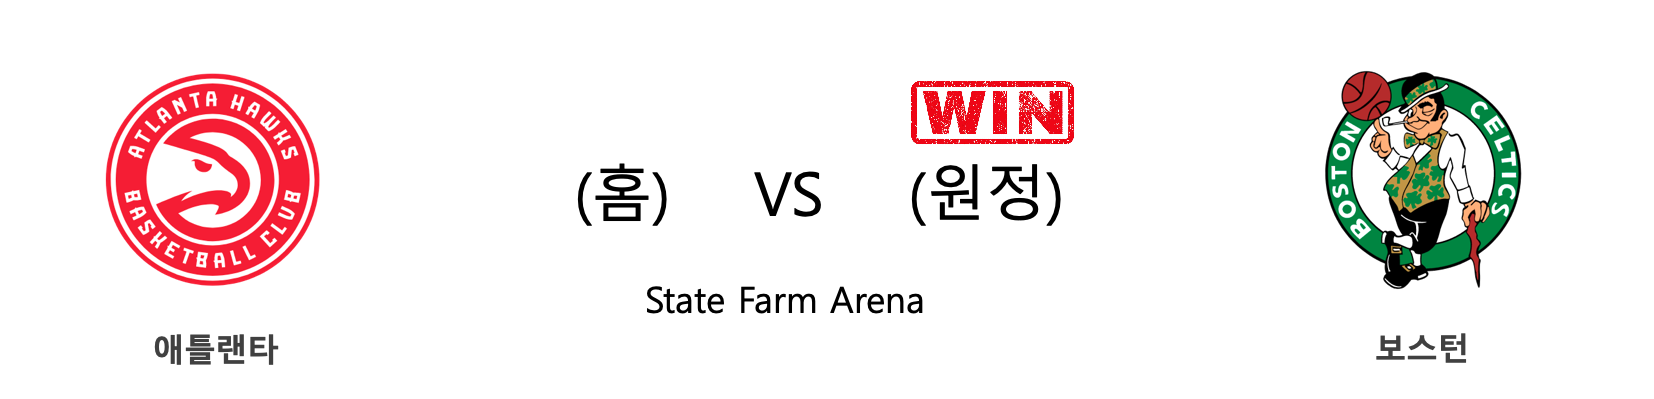 ATLANTA HAWKS
BASKETBALL CLUB
애틀랜타
WIN
(홈) VS (원정)
State Farm Arena
BOSTON CELTICS
보스턴